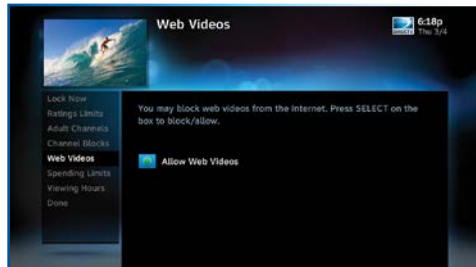 Web Videos
6:18p
DIRECTV
Thu 3/4
Lock Now
Ratings Limits
Adult Channels
Channel Blocks
Web Videos
Spending Limits
Viewing Hours
Done
You may block web videos from the Internet. Press SELECT on the
box to block/allow.
Allow Web Videos